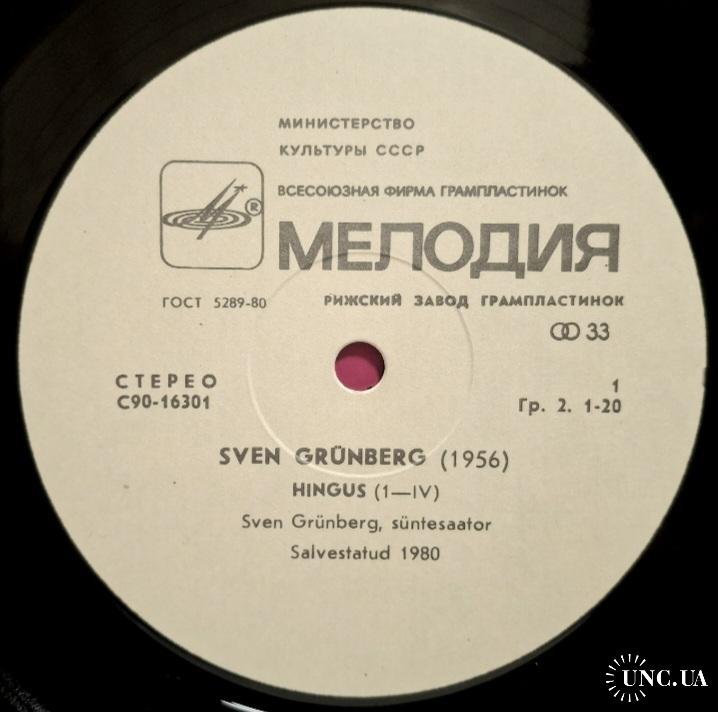 МИНИСТЕРСТВО
КУЛЬТУРЫ СССР
ВСЕСОЮЗНАЯ ФИРМА ГРАМПЛАСТИНОК
®
МЕЛОДИЯ
ГОСТ 5289-80
РИЖСКИЙ ЗАВОД ГРАМПЛАСТИНОК
33
СТЕРЕО
С90-16301
1
Гр. 2. 1-20
SVEN GRÜNBERG (1956)
HINGUS (1—IV)
Sven Grünberg, süntesaator
Salvestatud 1980
UNC.UA